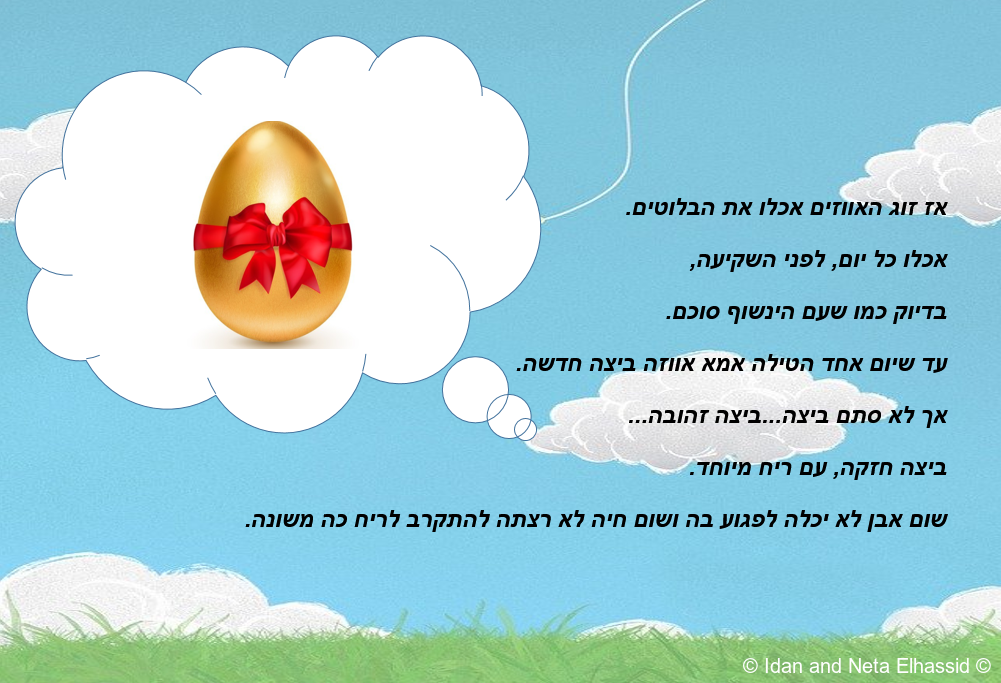 אז זוג האווזים אכלו את הבלוטים.
אכלו כל יום, לפני השקיעה,
בדיוק כמו שעם הינשוף סוכם.
עד שיום אחד הטילה אמא אווזה ביצה חדשה.
אך לא סתם ביצה...ביצה זהובה...
ביצה חזקה, עם ריח מיוחד.
שום אבן לא יכלה לפגוע בה ושום חיה לא רצתה להתקרב לריח כה משונה.
© Idan and Neta Elhassid ©